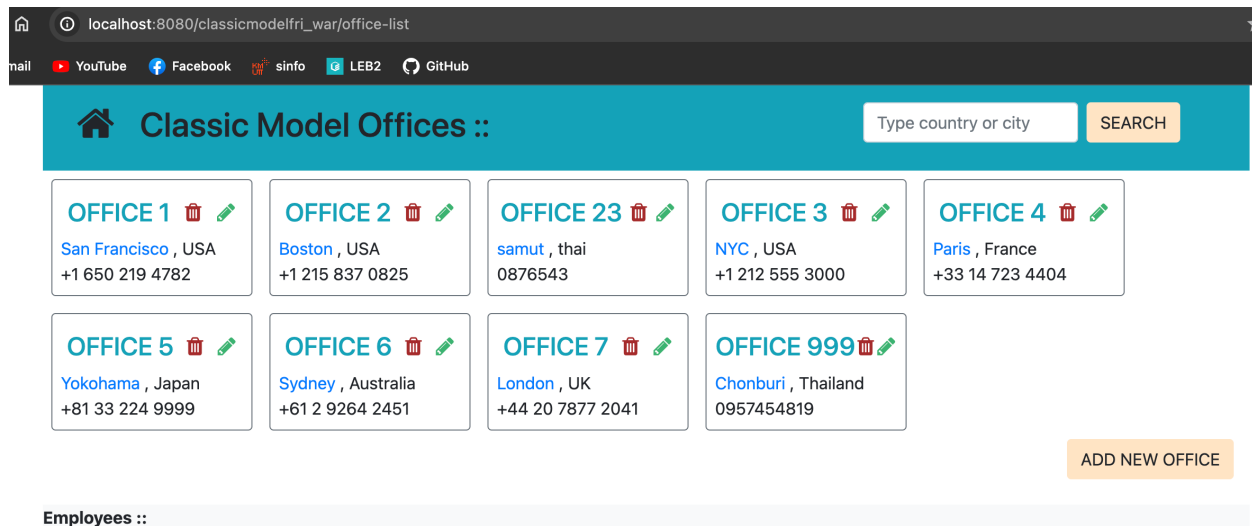 localhost:8080/classicmodelfri_war/office-list
mail YouTube Facebook sinfo LEB2 GitHub
Classic Model Offices ::
Type country or city
SEARCH
OFFICE 1
San Francisco , USA
+1 650 219 4782
OFFICE 2
Boston , USA
+1 215 837 0825
OFFICE 23
samut , thai
0876543
OFFICE 3
NYC , USA
+1 212 555 3000
OFFICE 4
Paris , France
+33 14 723 4404
OFFICE 5
Yokohama , Japan
+81 33 224 9999
OFFICE 6
Sydney , Australia
+61 2 9264 2451
OFFICE 7
London , UK
+44 20 7877 2041
OFFICE 999
Chonburi , Thailand
0957454819
ADD NEW OFFICE
Employees ::